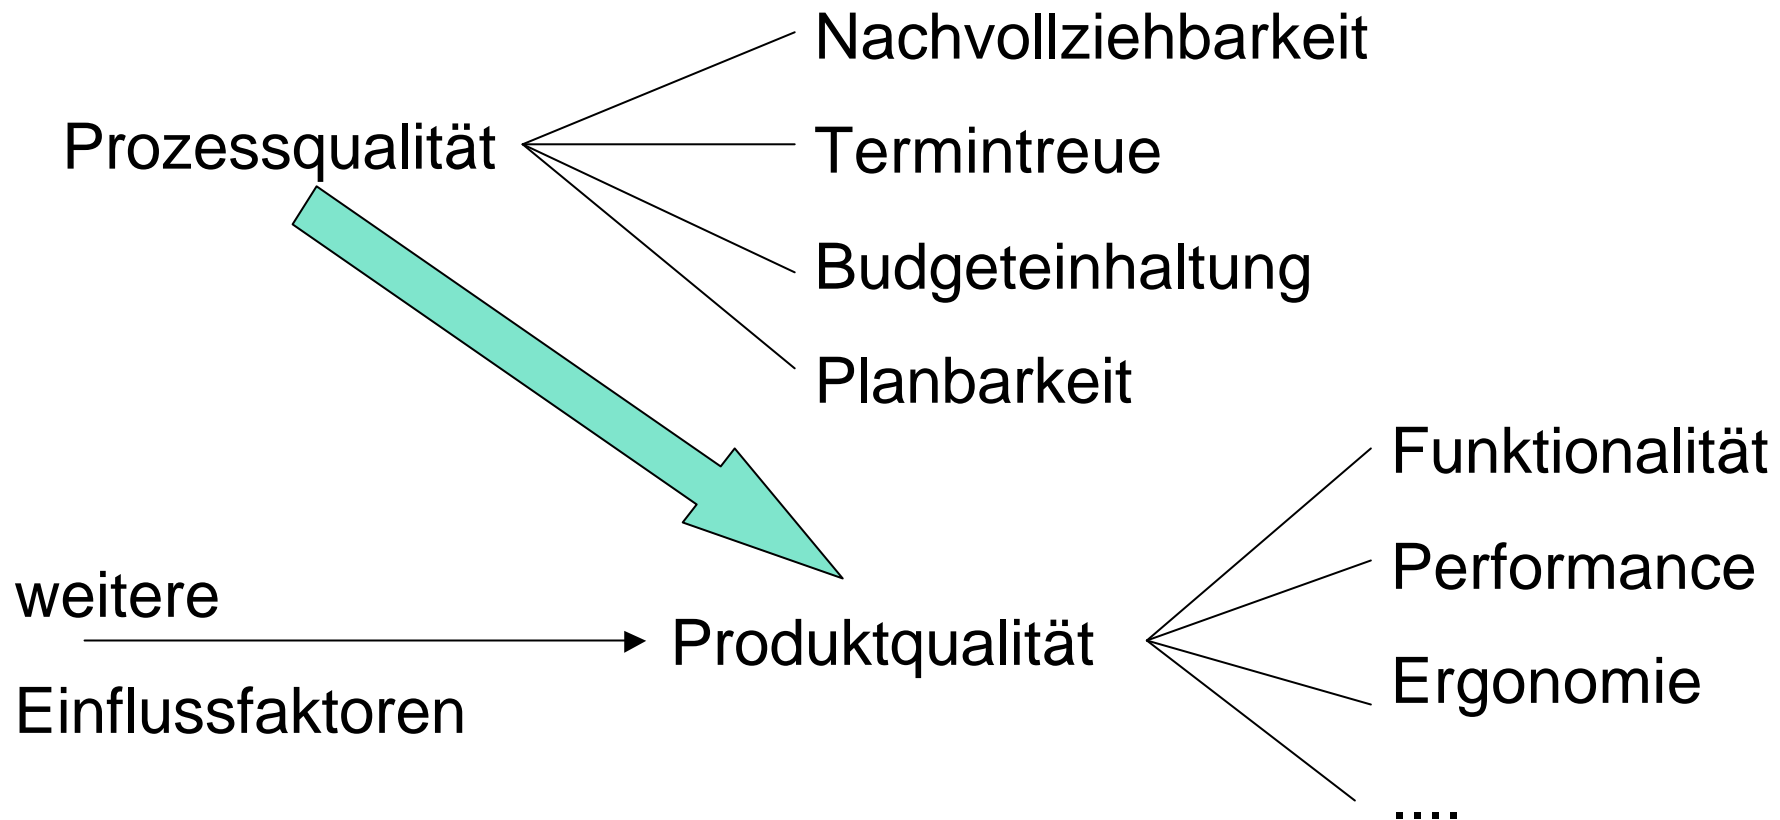 Nachvollziehbarkeit
Prozessqualität
Termintreue
Budgeteinhaltung
Planbarkeit
Funktionalität
Performance
weitere
Produktqualität
Ergonomie
Einflussfaktoren
....